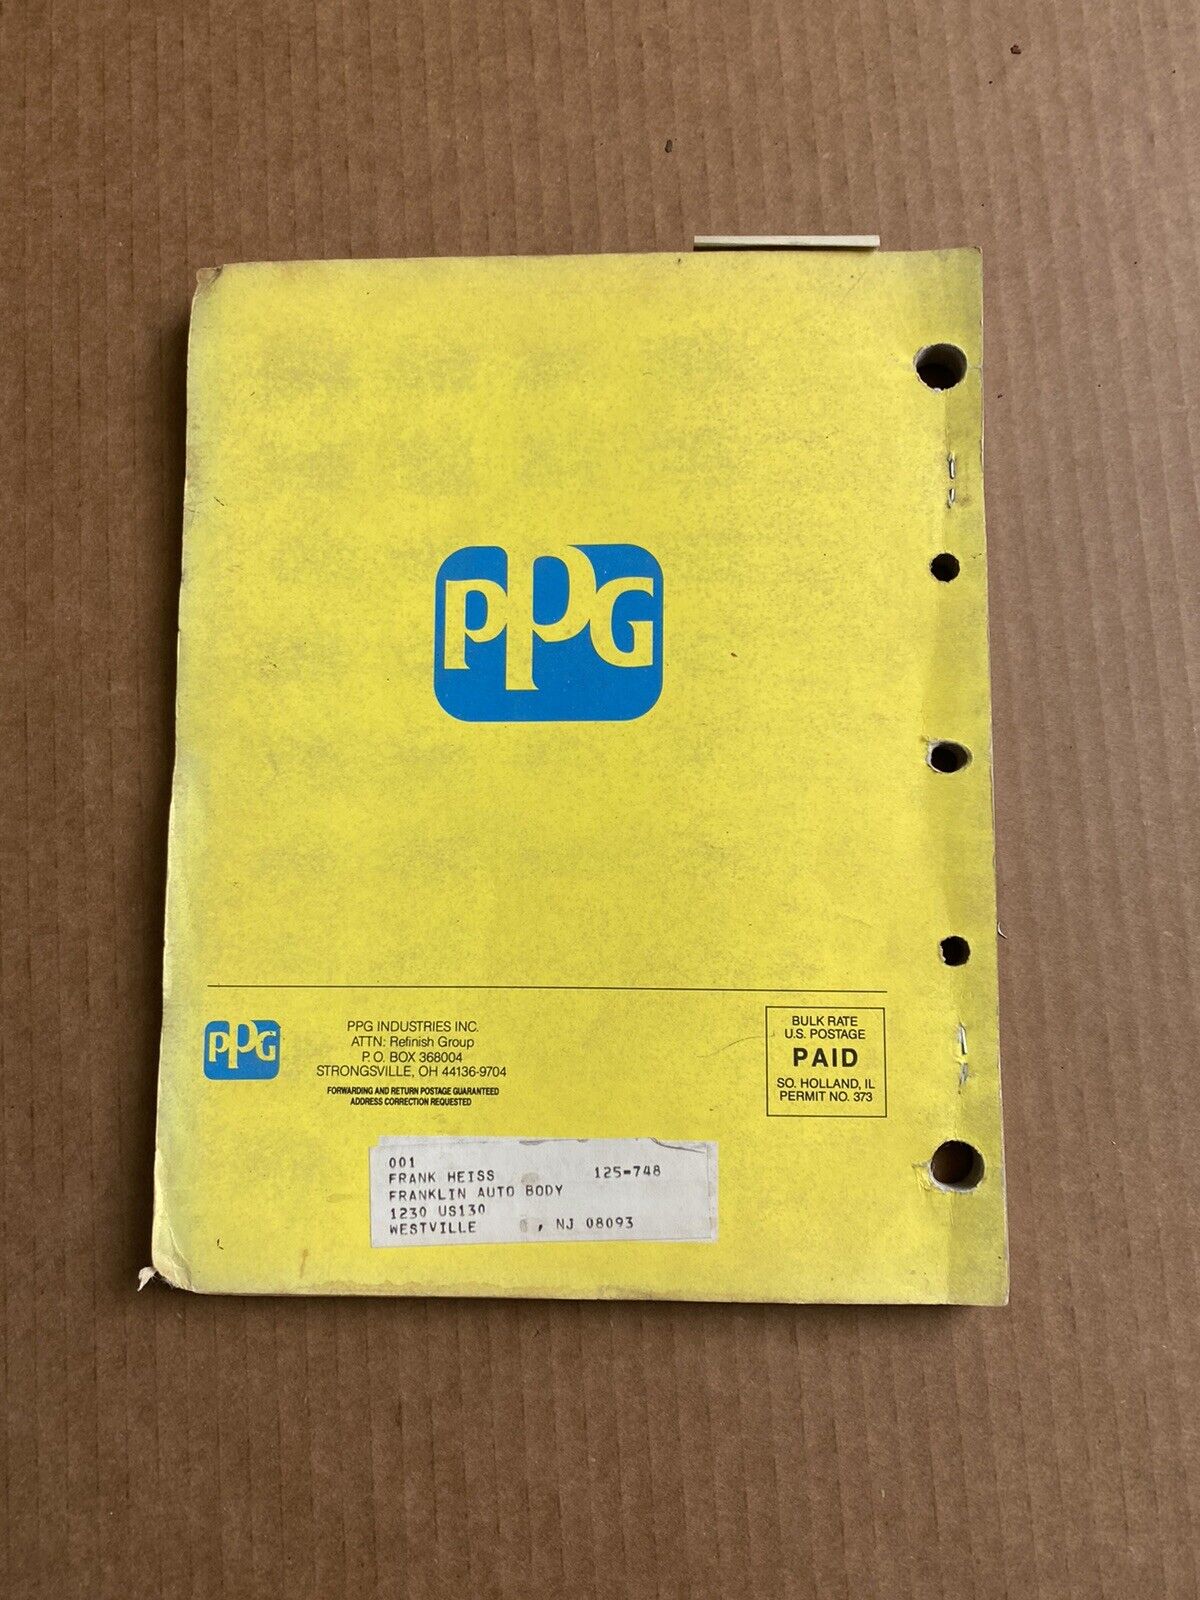 PPG
PPG
PPG INDUSTRIES INC.
ATTN: Refinish Group
P. O. BOX 368004
STRONGSVILLE, OH 44136-9704
FORWARDING AND RETURN POSTAGE GUARANTEED
ADDRESS CORRECTION REQUESTED
BULK RATE
U.S. POSTAGE
PAID
SO. HOLLAND, IL
PERMIT NO. 373
001
FRANK HEISS 125-748
FRANKLIN AUTO BODY
1230 US130
WESTVILLE , NJ 08093